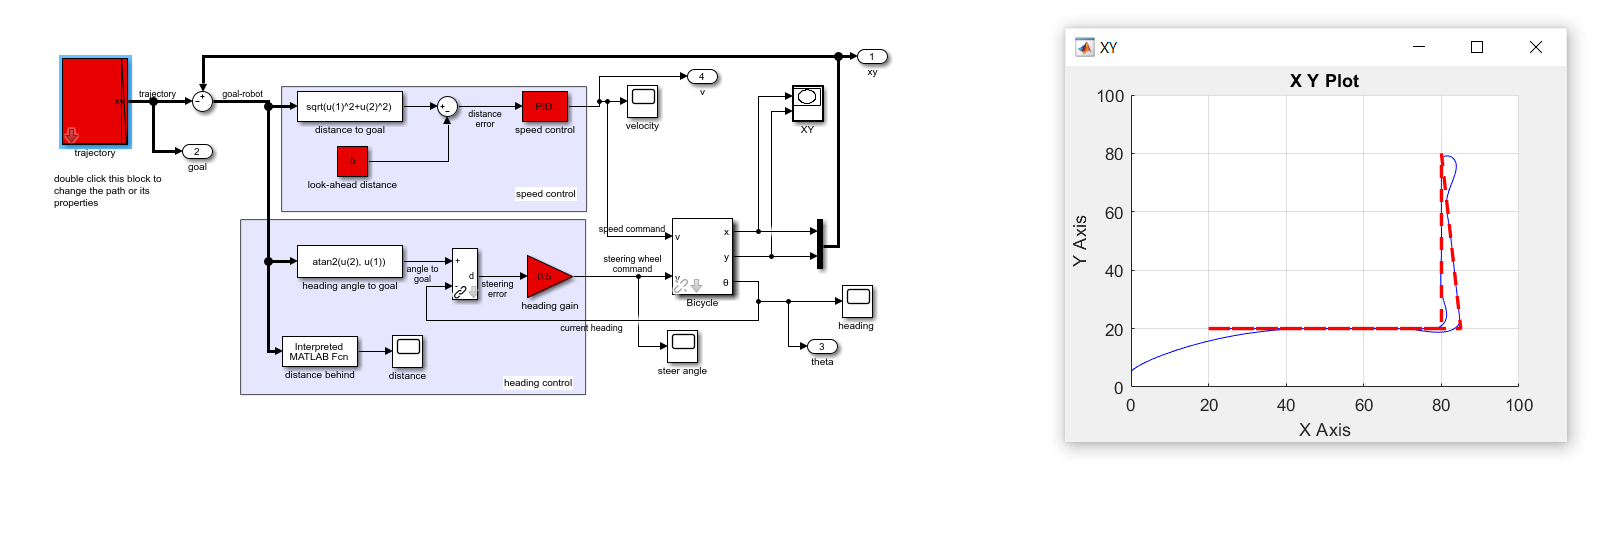 xy
trajectory
double click this block to
change the path or its
properties
trajectory
2
goal
goal-robot
sqrt(u(1)^2+u(2)^2)
distance to goal
5
look-ahead distance
distance
error
PID
speed control
speed control
4
v
velocity
XY
1
xy
atan2(u(2), u(1))
heading angle to goal
angle to
goal
d
steering
error
0.5
heading gain
Interpreted
MATLAB Fcn
distance behind
distance
heading control
speed command
steering wheel
command
current heading
v
γ
x
y
θ
Bicycle
steer angle
heading
3
theta
XY
X Y Plot
Y Axis
100
80
60
40
20
0
0 20 40 60 80 100
X Axis